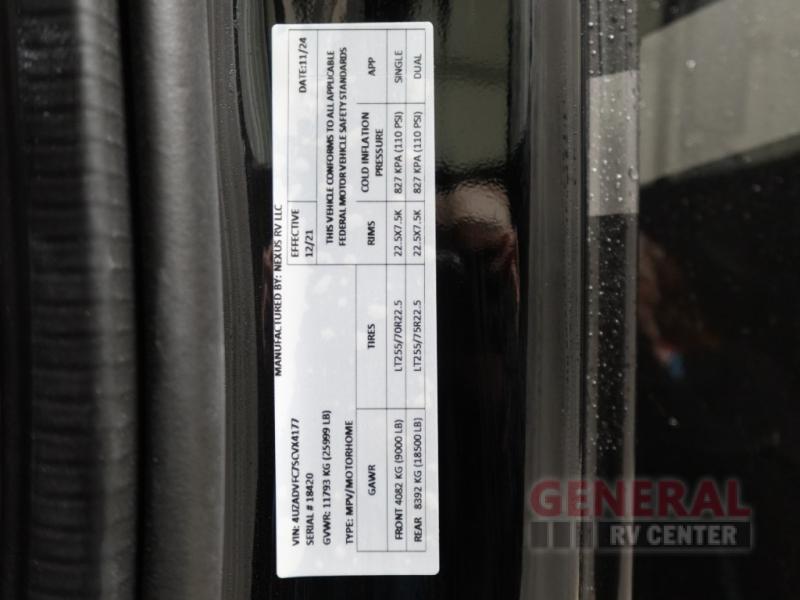 MANUFACTURED BY: NEXUS RV LLC
VIN: 4UZADVFC7SCVX4177
SERIAL # 18420
GVWR: 11793 KG (25999 LB)
TYPE: MPV/MOTORHOME
EFFECTIVE
12/21
DATE:11/24
THIS VEHICLE CONFORMS TO ALL APPLICABLE
FEDERAL MOTOR VEHICLE SAFETY STANDARDS
GAWR TIRES RIMS COLD INFLATION PRESSURE APP
FRONT 4082 KG (9000 LB) LT255/70R22.5 22.5X7.5K 827 KPA (110 PSI) SINGLE
REAR 8392 KG (18500 LB) LT255/75R22.5 22.5X7.5K 827 KPA (110 PSI) DUAL
GENERAL
RV CENTER